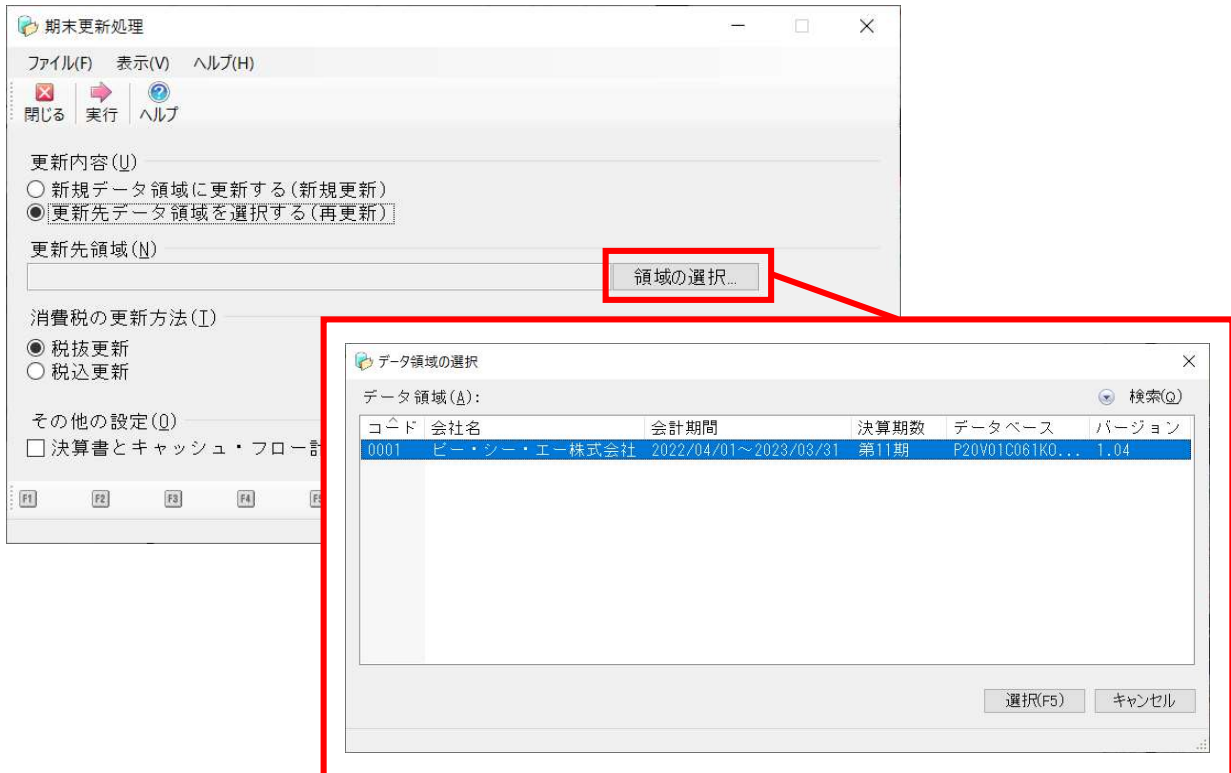 期末更新処理
ファイル(F) 表示(V) ヘルプ(H)
閉じる 実行 ヘルプ
更新内容(U)
新規データ領域に更新する(新規更新)
更新先データ領域を選択する(再更新)
更新先領域(N)
領域の選択...
消費税の更新方法(T)
税抜更新
税込更新
その他の設定(O)
決算書とキャッシュ・フロー計
F1 F2 F3 F4
データ領域の選択
データ領域(A): 検索(Q)
コード 会社名 会計期間 決算期数 データベース バージョン
0001 ビー・シー・エー株式会社 2022/04/01～2023/03/31 第11期 P20V01C061KO... 1.04
選択(F5) キャンセル